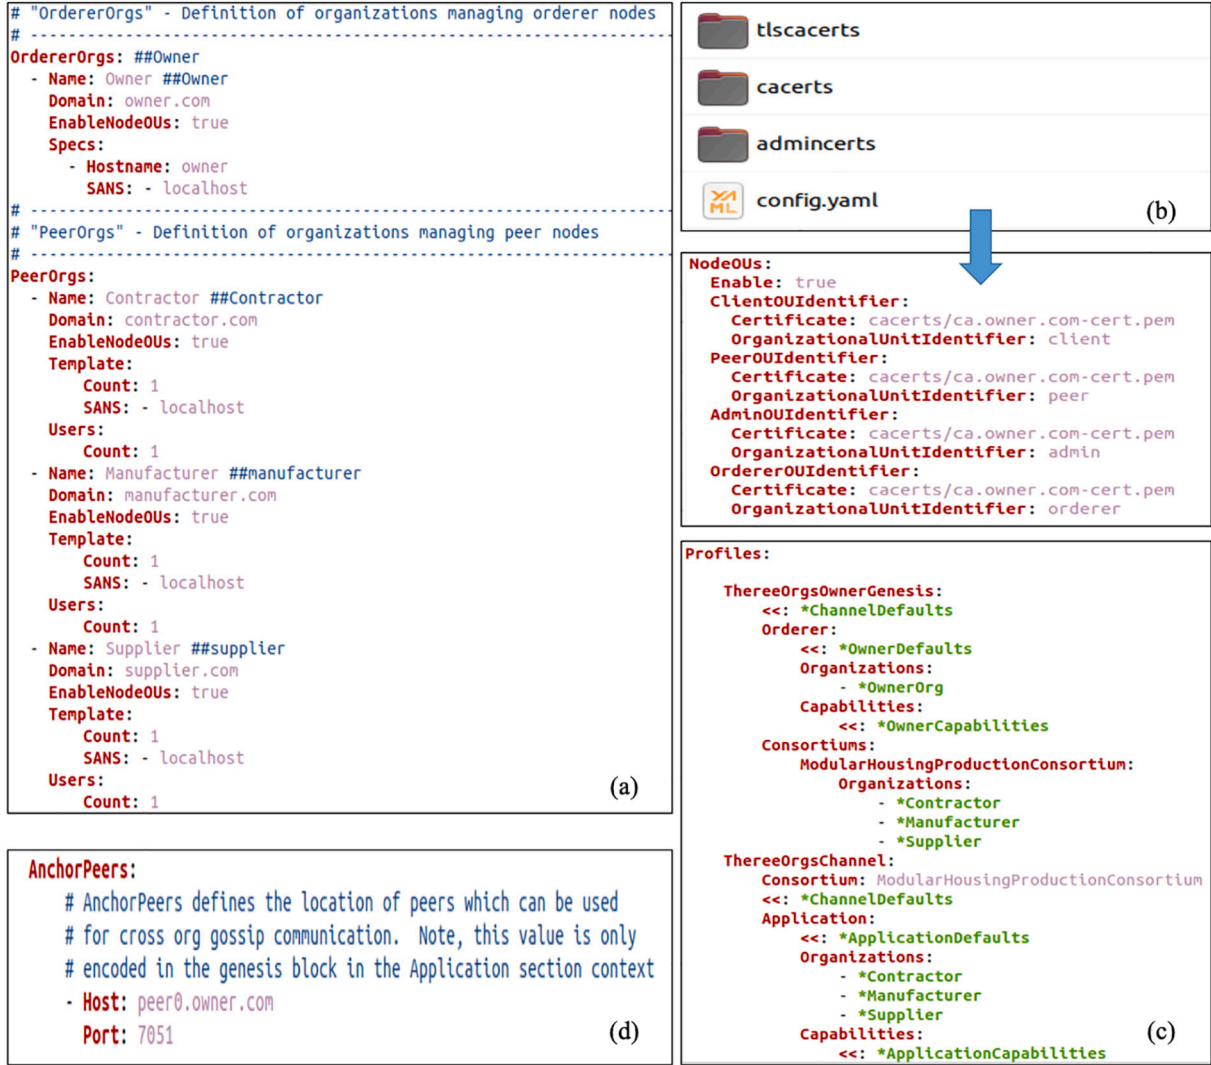 # "OrdererOrgs" - Definition of organizations managing orderer nodes
# ---------------------------------------------------------------------
OrdererOrgs: ##Owner
  - Name: Owner ##Owner
    Domain: owner.com
    EnableNodeOUs: true
    Specs:
      - Hostname: owner
        SANS: - localhost
# ---------------------------------------------------------------------
# "PeerOrgs" - Definition of organizations managing peer nodes
# ---------------------------------------------------------------------
PeerOrgs:
  - Name: Contractor ##Contractor
    Domain: contractor.com
    EnableNodeOUs: true
    Template:
        Count: 1
        SANS: - localhost
    Users:
        Count: 1
  - Name: Manufacturer ##manufacturer
    Domain: manufacturer.com
    EnableNodeOUs: true
    Template:
        Count: 1
        SANS: - localhost
    Users:
        Count: 1
  - Name: Supplier ##supplier
    Domain: supplier.com
    EnableNodeOUs: true
    Template:
        Count: 1
        SANS: - localhost
    Users:
        Count: 1
(a)
tlscacerts
cacerts
admincerts
YAML config.yaml
(b)
NodeOUs:
  Enable: true
  ClientOUIdentifier:
    Certificate: cacerts/ca.owner.com-cert.pem
    OrganizationalUnitIdentifier: client
  PeerOUIdentifier:
    Certificate: cacerts/ca.owner.com-cert.pem
    OrganizationalUnitIdentifier: peer
  AdminOUIdentifier:
    Certificate: cacerts/ca.owner.com-cert.pem
    OrganizationalUnitIdentifier: admin
  OrdererOUIdentifier:
    Certificate: cacerts/ca.owner.com-cert.pem
    OrganizationalUnitIdentifier: orderer
Profiles:
    ThereeOrgsOwnerGenesis:
        <<: *ChannelDefaults
        Orderer:
            <<: *OwnerDefaults
            Organizations:
                - *OwnerOrg
            Capabilities:
                <<: *OwnerCapabilities
        Consortiums:
            ModularHousingProductionConsortium:
                Organizations:
                    - *Contractor
                    - *Manufacturer
                    - *Supplier
    ThereeOrgsChannel:
        Consortium: ModularHousingProductionConsortium
        <<: *ChannelDefaults
        Application:
            <<: *ApplicationDefaults
            Organizations:
                - *Contractor
                - *Manufacturer
                - *Supplier
            Capabilities:
                <<: *ApplicationCapabilities
(c)
AnchorPeers:
    # AnchorPeers defines the location of peers which can be used
    # for cross org gossip communication.  Note, this value is only
    # encoded in the genesis block in the Application section context
    - Host: peer0.owner.com
      Port: 7051
(d)